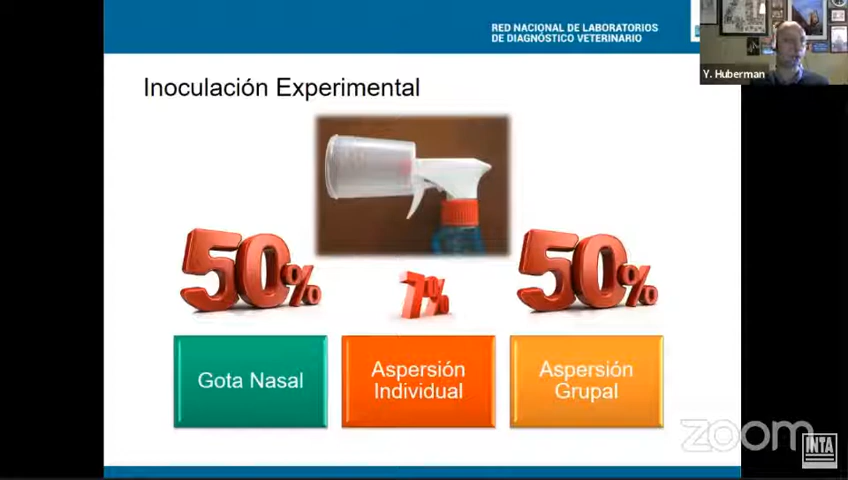 RED NACIONAL DE LABORATORIOS
DE DIAGNÓSTICO VETERINARIO
Y. Huberman
Inoculación Experimental
50%
7%
50%
Gota Nasal
Aspersión
Individual
Aspersión
Grupal
zoom
INTA